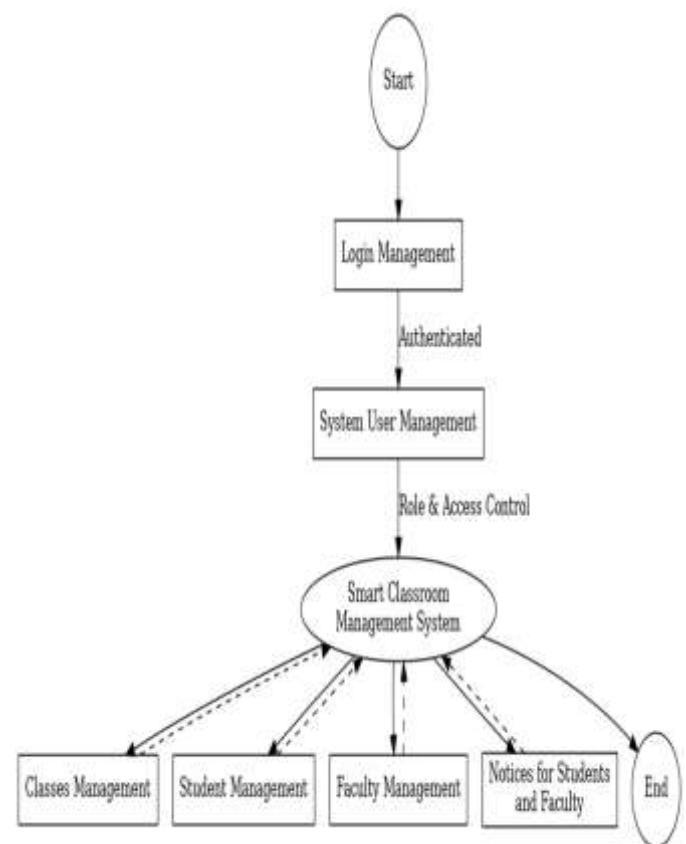 Start
Login Management
Authenticated
System User Management
Role & Access Control
Smart Classroom
Management System
Classes Management
Student Management
Faculty Management
Notices for Students
and Faculty
End